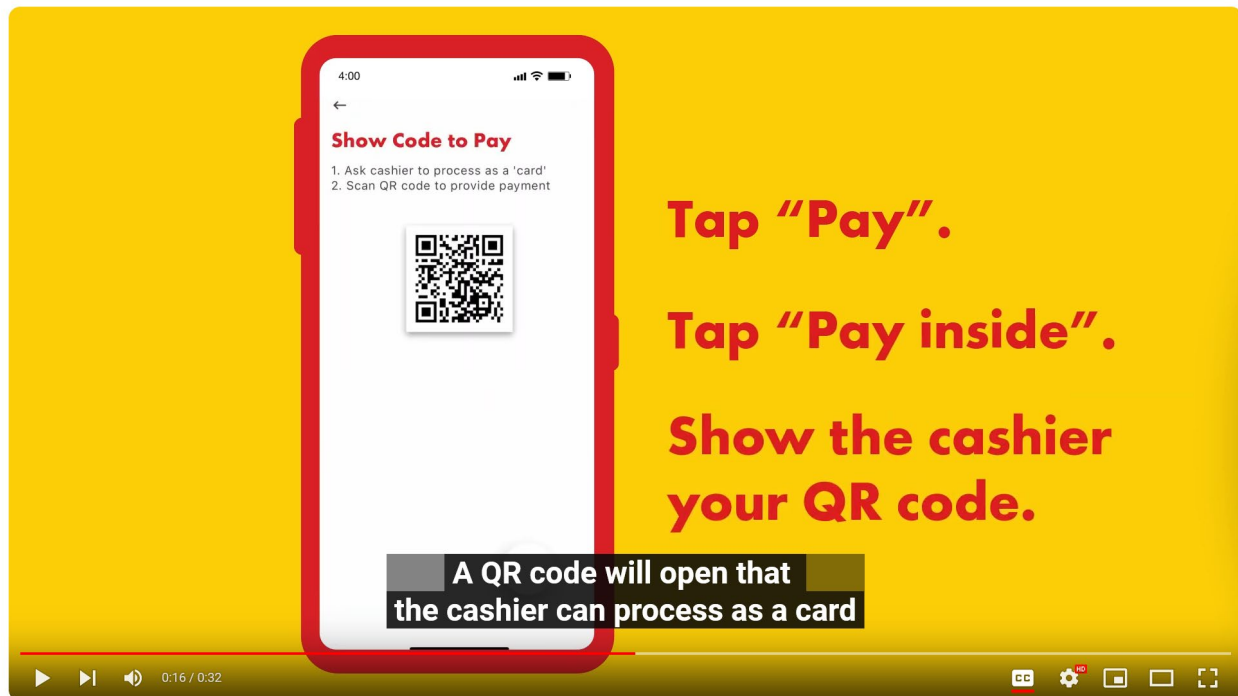 4:00
Show Code to Pay
1. Ask cashier to process as a 'card'
2. Scan QR code to provide payment
Tap “Pay”.
Tap “Pay inside”.
Show the cashier
your QR code.
A QR code will open that
the cashier can process as a card
0:16 / 0:32
CC
HD